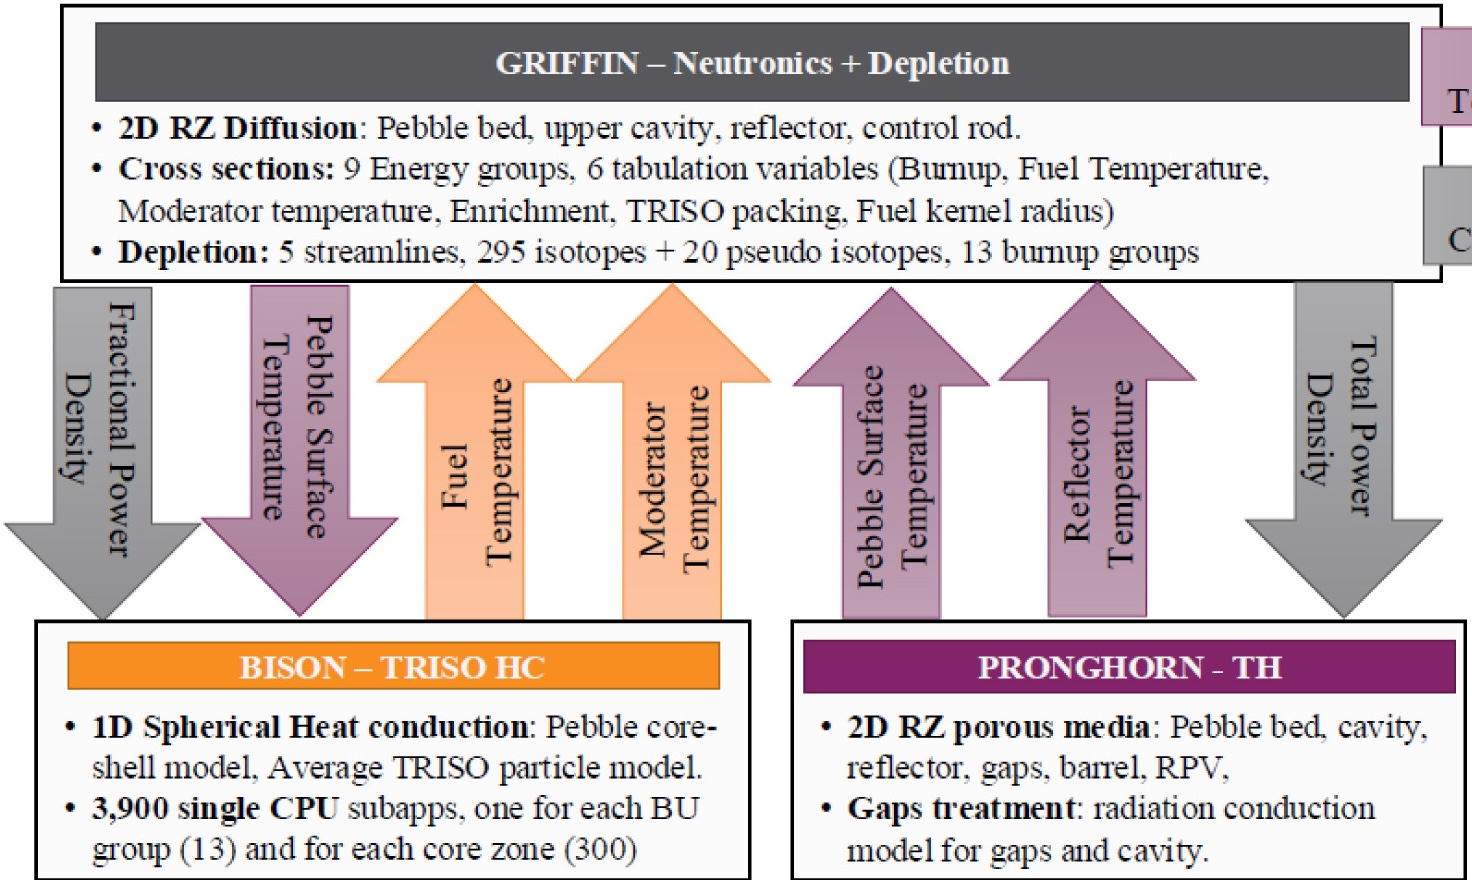 GRIFFIN – Neutronics + Depletion
• 2D RZ Diffusion: Pebble bed, upper cavity, reflector, control rod.
• Cross sections: 9 Energy groups, 6 tabulation variables (Burnup, Fuel Temperature,
Moderator temperature, Enrichment, TRISO packing, Fuel kernel radius)
• Depletion: 5 streamlines, 295 isotopes + 20 pseudo isotopes, 13 burnup groups
Fractional Power
Density
Pebble Surface
Temperature
Fuel
Temperature
Moderator
Temperature
Pebble Surface
Temperature
Reflector
Temperature
Total Power
Density
BISON – TRISO HC
• 1D Spherical Heat conduction: Pebble core-
shell model, Average TRISO particle model.
• 3,900 single CPU subapps, one for each BU
group (13) and for each core zone (300)
PRONGHORN - TH
• 2D RZ porous media: Pebble bed, cavity,
reflector, gaps, barrel, RPV,
• Gaps treatment: radiation conduction
model for gaps and cavity.